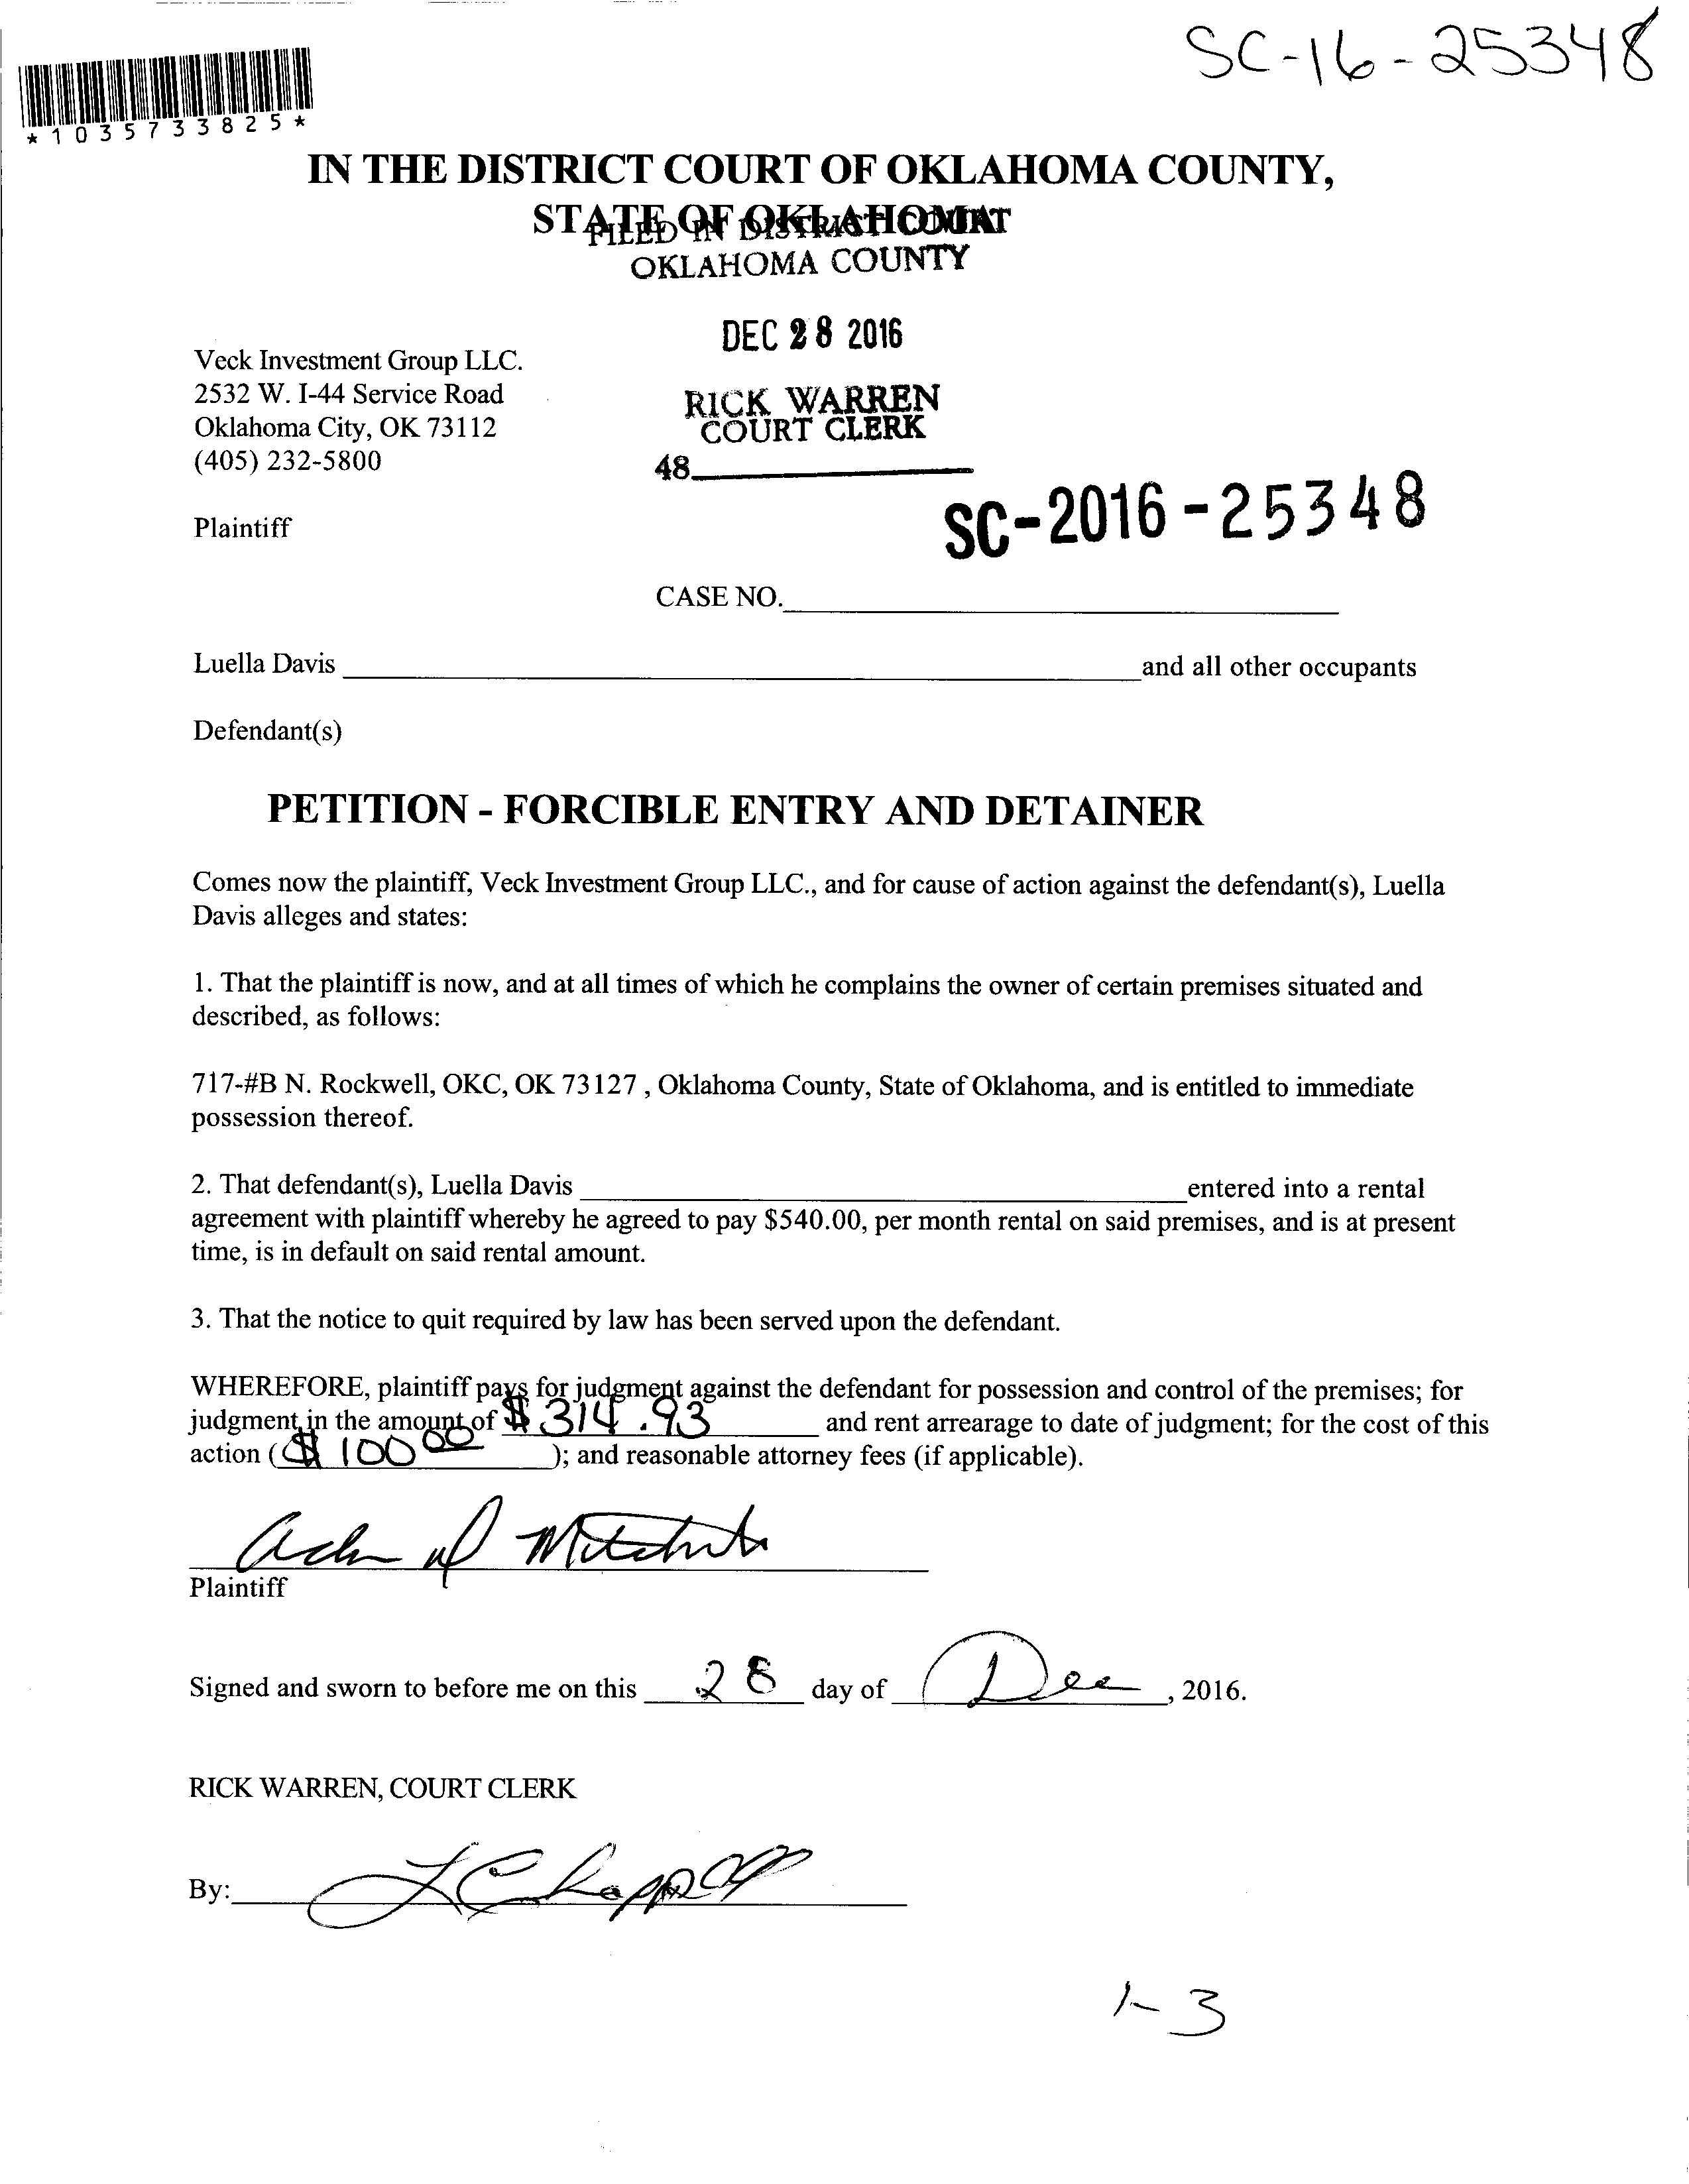 SC-16-25348
*1035733825*
IN THE DISTRICT COURT OF OKLAHOMA COUNTY,
STATE OF OKLAHOMA
FILED IN DISTRICT COURT
OKLAHOMA COUNTY
DEC 28 2016
Veck Investment Group LLC.
2532 W. I-44 Service Road
Oklahoma City, OK 73112
(405) 232-5800
RICK WARREN
COURT CLERK
48
Plaintiff
SC-2016-25348
CASE NO.
Luella Davis and all other occupants
Defendant(s)
PETITION - FORCIBLE ENTRY AND DETAINER
Comes now the plaintiff, Veck Investment Group LLC., and for cause of action against the defendant(s), Luella
Davis alleges and states:
1. That the plaintiff is now, and at all times of which he complains the owner of certain premises situated and
described, as follows:
717-#B N. Rockwell, OKC, OK 73127 , Oklahoma County, State of Oklahoma, and is entitled to immediate
possession thereof.
2. That defendant(s), Luella Davis entered into a rental
agreement with plaintiff whereby he agreed to pay $540.00, per month rental on said premises, and is at present
time, is in default on said rental amount.
3. That the notice to quit required by law has been served upon the defendant.
WHEREFORE, plaintiff pays for judgment against the defendant for possession and control of the premises; for
judgment in the amount of $314.93 and rent arrearage to date of judgment; for the cost of this
action ($100 00); and reasonable attorney fees (if applicable).
Plaintiff
Signed and sworn to before me on this 28 day of Dec, 2016.
RICK WARREN, COURT CLERK
By:
1-3